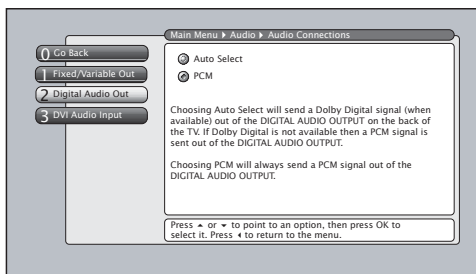 Main Menu ▸ Audio ▸ Audio Connections
0 Go Back
1 Fixed/Variable Out
2 Digital Audio Out
3 DVI Audio Input
Auto Select
PCM
Choosing Auto Select will send a Dolby Digital signal (when
available) out of the DIGITAL AUDIO OUTPUT on the back of
the TV. If Dolby Digital is not available then a PCM signal is
sent out of the DIGITAL AUDIO OUTPUT.
Choosing PCM will always send a PCM signal out of the
DIGITAL AUDIO OUTPUT.
Press ▲ or ▼ to point to an option, then press OK to
select it. Press ◂ to return to the menu.